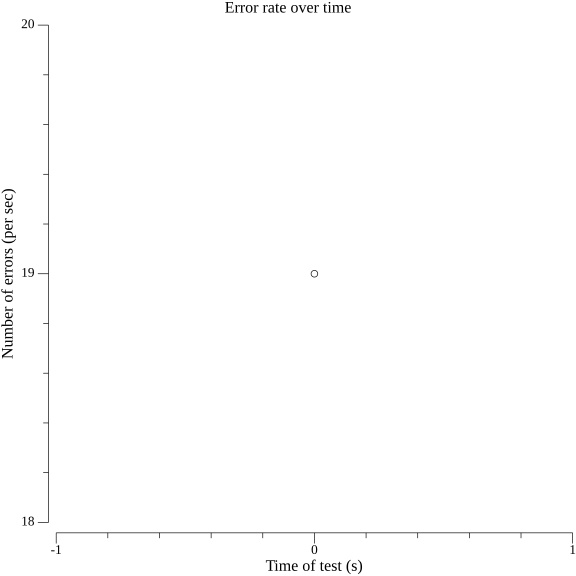 Error rate over time
20
19
18
Number of errors (per sec)
-1 0 1
Time of test (s)